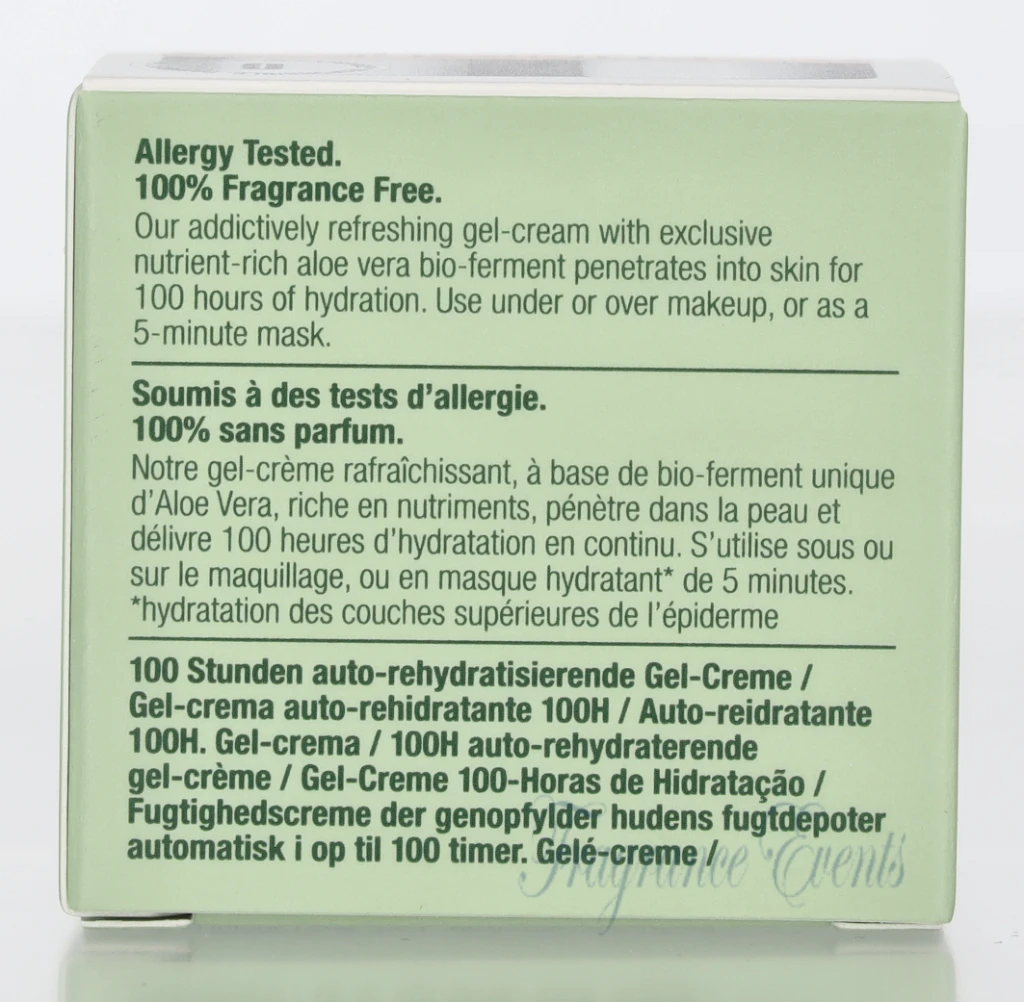 Allergy Tested.
100% Fragrance Free.
Our addictively refreshing gel-cream with exclusive
nutrient-rich aloe vera bio-ferment penetrates into skin for
100 hours of hydration. Use under or over makeup, or as a
5-minute mask.
Soumis à des tests d’allergie.
100% sans parfum.
Notre gel-crème rafraîchissant, à base de bio-ferment unique
d’Aloe Vera, riche en nutriments, pénètre dans la peau et
délivre 100 heures d’hydratation en continu. S’utilise sous ou
sur le maquillage, ou en masque hydratant* de 5 minutes.
*hydratation des couches supérieures de l’épiderme
100 Stunden auto-rehydratisierende Gel-Creme /
Gel-crema auto-rehidratante 100H / Auto-reidratante
100H. Gel-crema / 100H auto-rehydraterende
gel-crème / Gel-Creme 100-Horas de Hidratação /
Fugtighedscreme der genopfylder hudens fugtdepoter
automatisk i op til 100 timer. Gelé-creme /
Fragrance Events